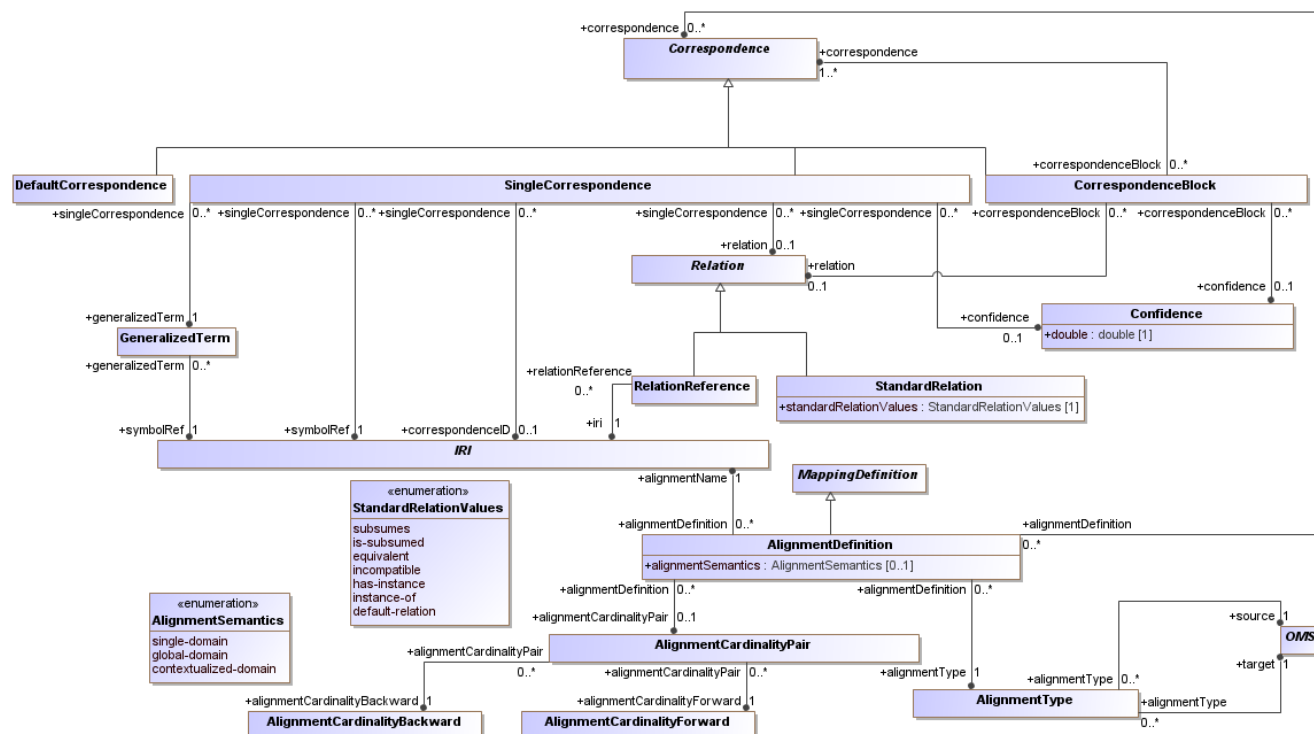 +correspondence 0..*
Correspondence
+correspondence
1..*
+correspondenceBlock 0..*
DefaultCorrespondence
SingleCorrespondence
CorrespondenceBlock
+singleCorrespondence 0..*
+singleCorrespondence 0..*
+singleCorrespondence 0..*
+singleCorrespondence 0..*
+singleCorrespondence 0..*
+correspondenceBlock 0..*
+correspondenceBlock 0..*
+relation 0..1
Relation
+relation
0..1
+confidence 0..1
+generalizedTerm 1
GeneralizedTerm
+generalizedTerm 0..*
+confidence
0..1
Confidence
+double : double [1]
+relationReference
0..*
RelationReference
StandardRelation
+standardRelationValues : StandardRelationValues [1]
+symbolRef 1
+symbolRef 1
+correspondenceID 0..1
+iri 1
IRI
+alignmentName 1
MappingDefinition
«enumeration»
StandardRelationValues
subsumes
is-subsumed
equivalent
incompatible
has-instance
instance-of
default-relation
+alignmentDefinition 0..*
+alignmentDefinition
0..*
AlignmentDefinition
+alignmentSemantics : AlignmentSemantics [0..1]
+alignmentDefinition 0..*
+alignmentDefinition 0..*
«enumeration»
AlignmentSemantics
single-domain
global-domain
contextualized-domain
+alignmentCardinalityPair 0..1
+source 1
OMS
+target 1
AlignmentCardinalityPair
+alignmentCardinalityPair
0..*
+alignmentCardinalityPair 0..*
+alignmentType 1
+alignmentType 0..*
AlignmentType
+alignmentType
0..*
+alignmentCardinalityBackward 1
+alignmentCardinalityForward 1
AlignmentCardinalityBackward
AlignmentCardinalityForward